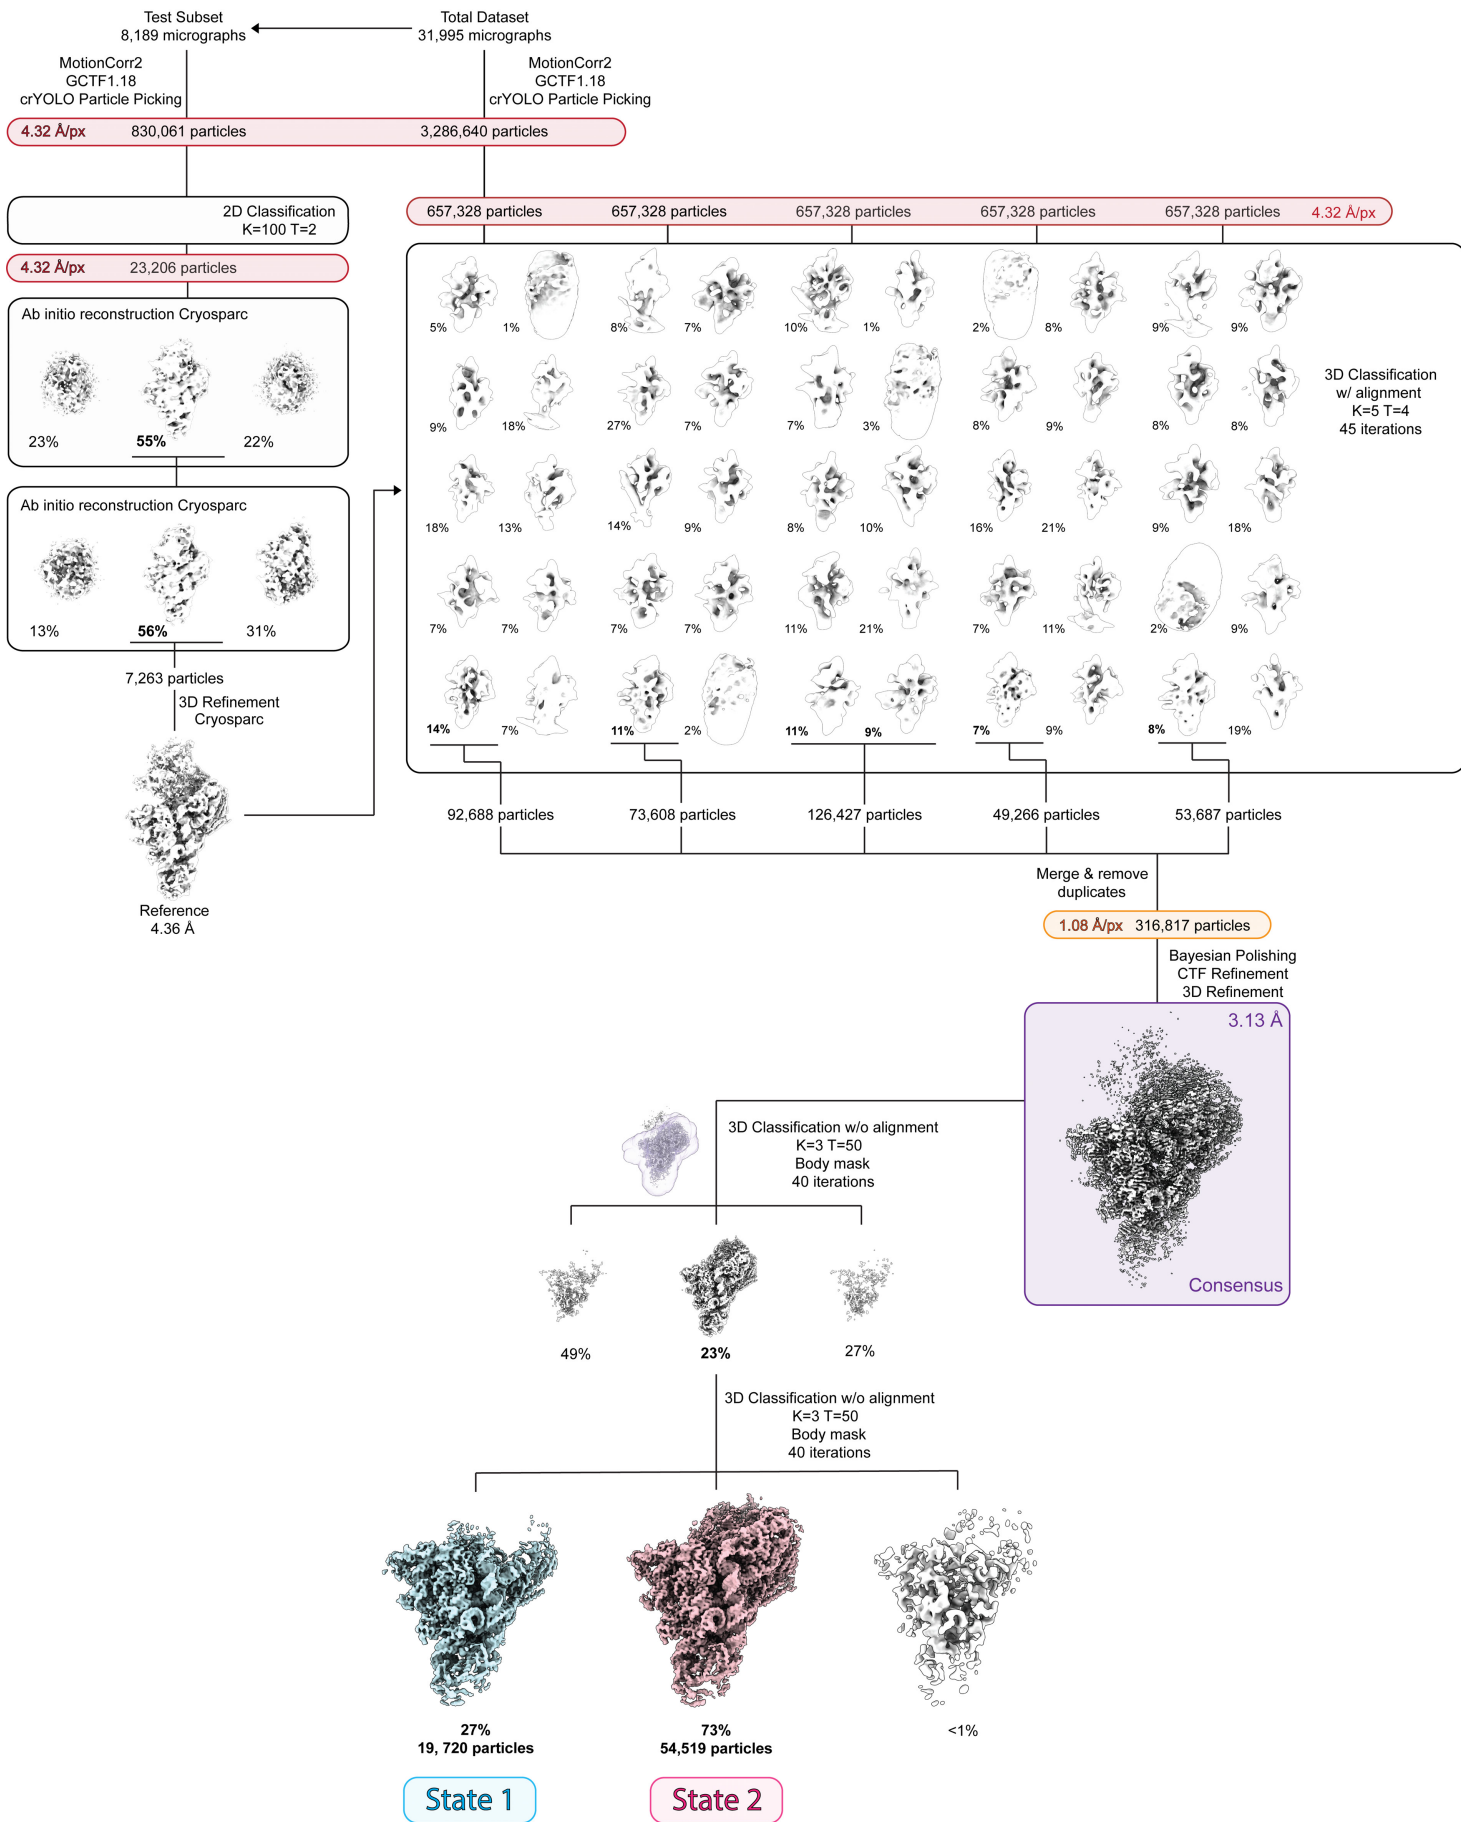 Test Subset
8,189 micrographs
Total Dataset
31,995 micrographs
MotionCorr2
GCTF1.18
crYOLO Particle Picking
MotionCorr2
GCTF1.18
crYOLO Particle Picking
4.32 Å/px 830,061 particles 3,286,640 particles
2D Classification
K=100 T=2
4.32 Å/px 23,206 particles
Ab initio reconstruction Cryosparc
23% 55% 22%
Ab initio reconstruction Cryosparc
13% 56% 31%
7,263 particles
3D Refinement
Cryosparc
Reference
4.36 Å
657,328 particles 657,328 particles 657,328 particles 657,328 particles 657,328 particles 4.32 Å/px
5% 1% 8% 7% 10% 1% 2% 8% 9% 9%
9% 18% 27% 7% 7% 3% 8% 9% 8% 8%
18% 13% 14% 9% 8% 10% 16% 21% 9% 18%
7% 7% 7% 7% 11% 21% 7% 11% 2% 9%
14% 7% 11% 2% 11% 9% 7% 9% 8% 19%
3D Classification
w/ alignment
K=5 T=4
45 iterations
92,688 particles 73,608 particles 126,427 particles 49,266 particles 53,687 particles
Merge & remove
duplicates
1.08 Å/px 316,817 particles
Bayesian Polishing
CTF Refinement
3D Refinement
3.13 Å
Consensus
3D Classification w/o alignment
K=3 T=50
Body mask
40 iterations
49% 23% 27%
3D Classification w/o alignment
K=3 T=50
Body mask
40 iterations
27%
19, 720 particles
73%
54,519 particles
<1%
State 1
State 2